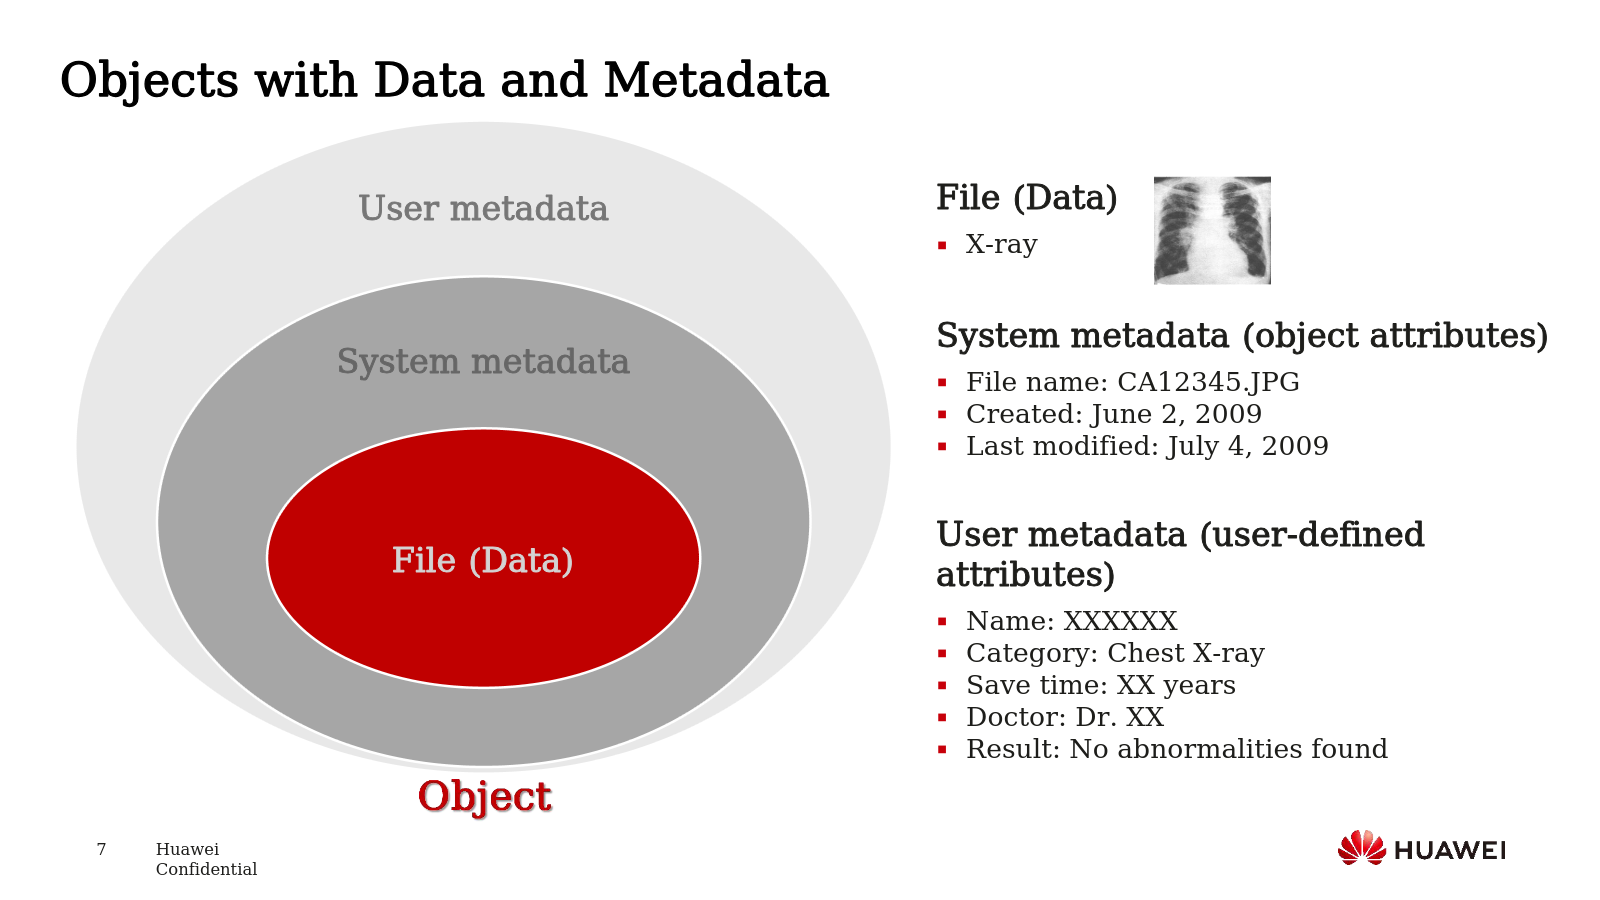 Objects with Data and Metadata
User metadata
System metadata
File (Data)
Object
File (Data)
X-ray
System metadata (object attributes)
File name: CA12345.JPG
Created: June 2, 2009
Last modified: July 4, 2009
User metadata (user-defined
attributes)
Name: XXXXXX
Category: Chest X-ray
Save time: XX years
Doctor: Dr. XX
Result: No abnormalities found
7
Huawei
Confidential
HUAWEI